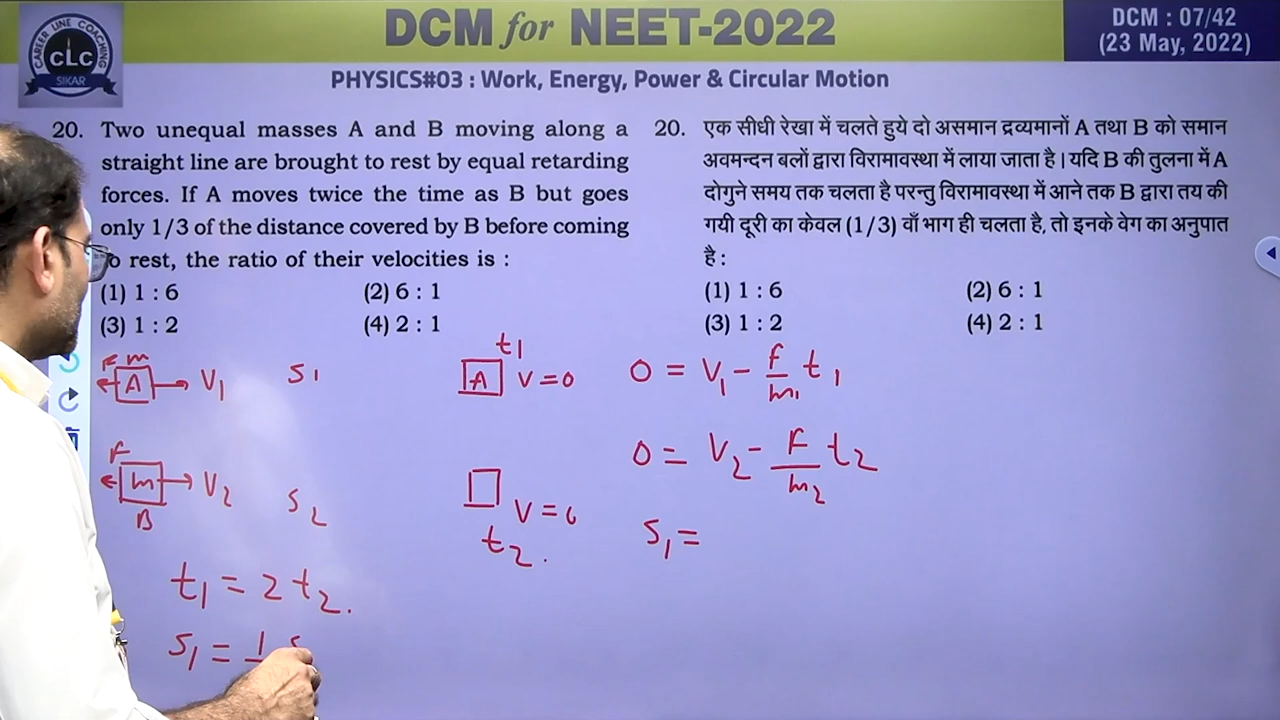 CAREER LINE COACHING
CLC
SIKAR
DCM for NEET-2022
DCM : 07/42
(23 May, 2022)
PHYSICS#03 : Work, Energy, Power & Circular Motion
20. Two unequal masses A and B moving along a
straight line are brought to rest by equal retarding
forces. If A moves twice the time as B but goes
only 1/3 of the distance covered by B before coming
o rest, the ratio of their velocities is :
(1) 1 : 6 (2) 6 : 1
(3) 1 : 2 (4) 2 : 1
20. एक सीधी रेखा में चलते हुये दो असमान द्रव्यमानों A तथा B को समान
अवमन्दन बलों द्वारा विरामावस्था में लाया जाता है। यदि B की तुलना में A
दोगुने समय तक चलता है परन्तु विरामावस्था में आने तक B द्वारा तय की
गयी दूरी का केवल (1/3) वाँ भाग ही चलता है, तो इनके वेग का अनुपात
है :
(1) 1 : 6 (2) 6 : 1
(3) 1 : 2 (4) 2 : 1
F m
A V₁ S₁
t₁
A V=0
0 = V₁ - F/m₁ t₁
F
m V₂ S₂
B
V=0
t₂.
0 = V₂ - F/m₂ t₂
S₁ =
t₁ = 2 t₂.
S₁ = 1 S